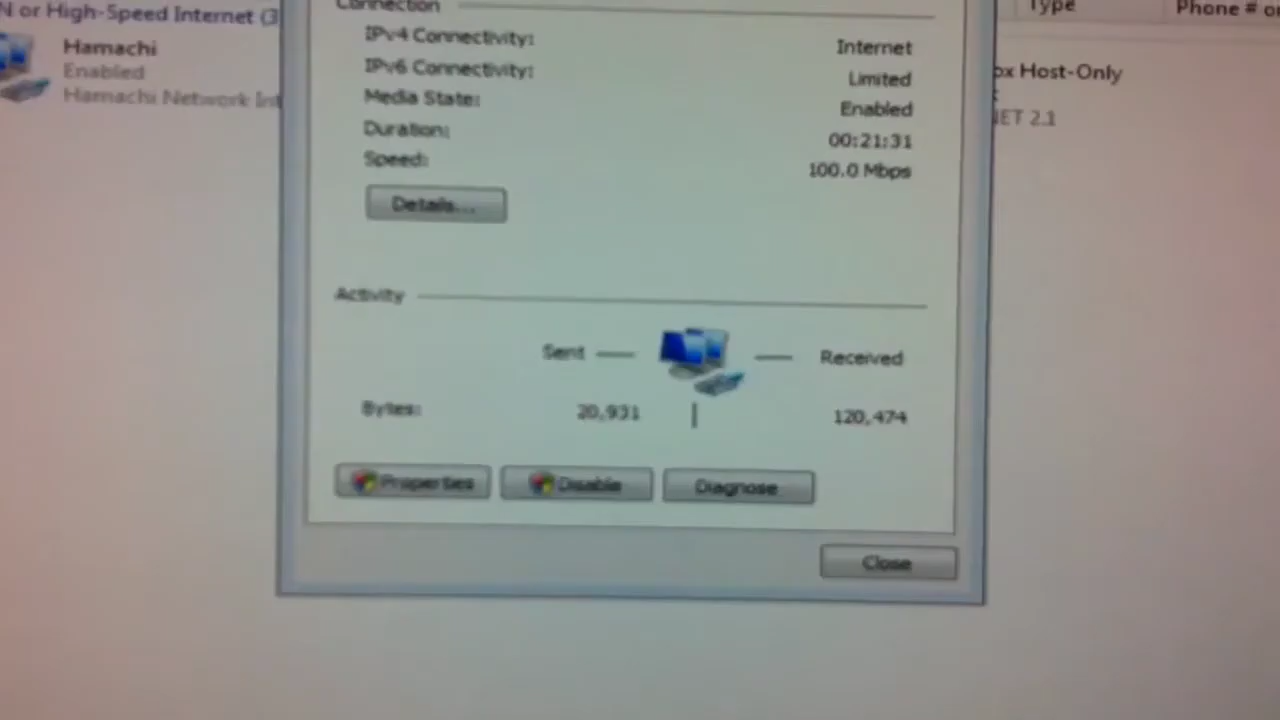 N or High-Speed Internet (3
Type
Phone # or
Hamachi
Enabled
Hamachi Network Int
ox Host-Only
NET 2.1
Connection
IPv4 Connectivity: Internet
IPv6 Connectivity: Limited
Media State: Enabled
Duration: 00:21:31
Speed: 100.0 Mbps
Details...
Activity
Sent Received
Bytes: 20,931 120,474
Properties Disable Diagnose
Close